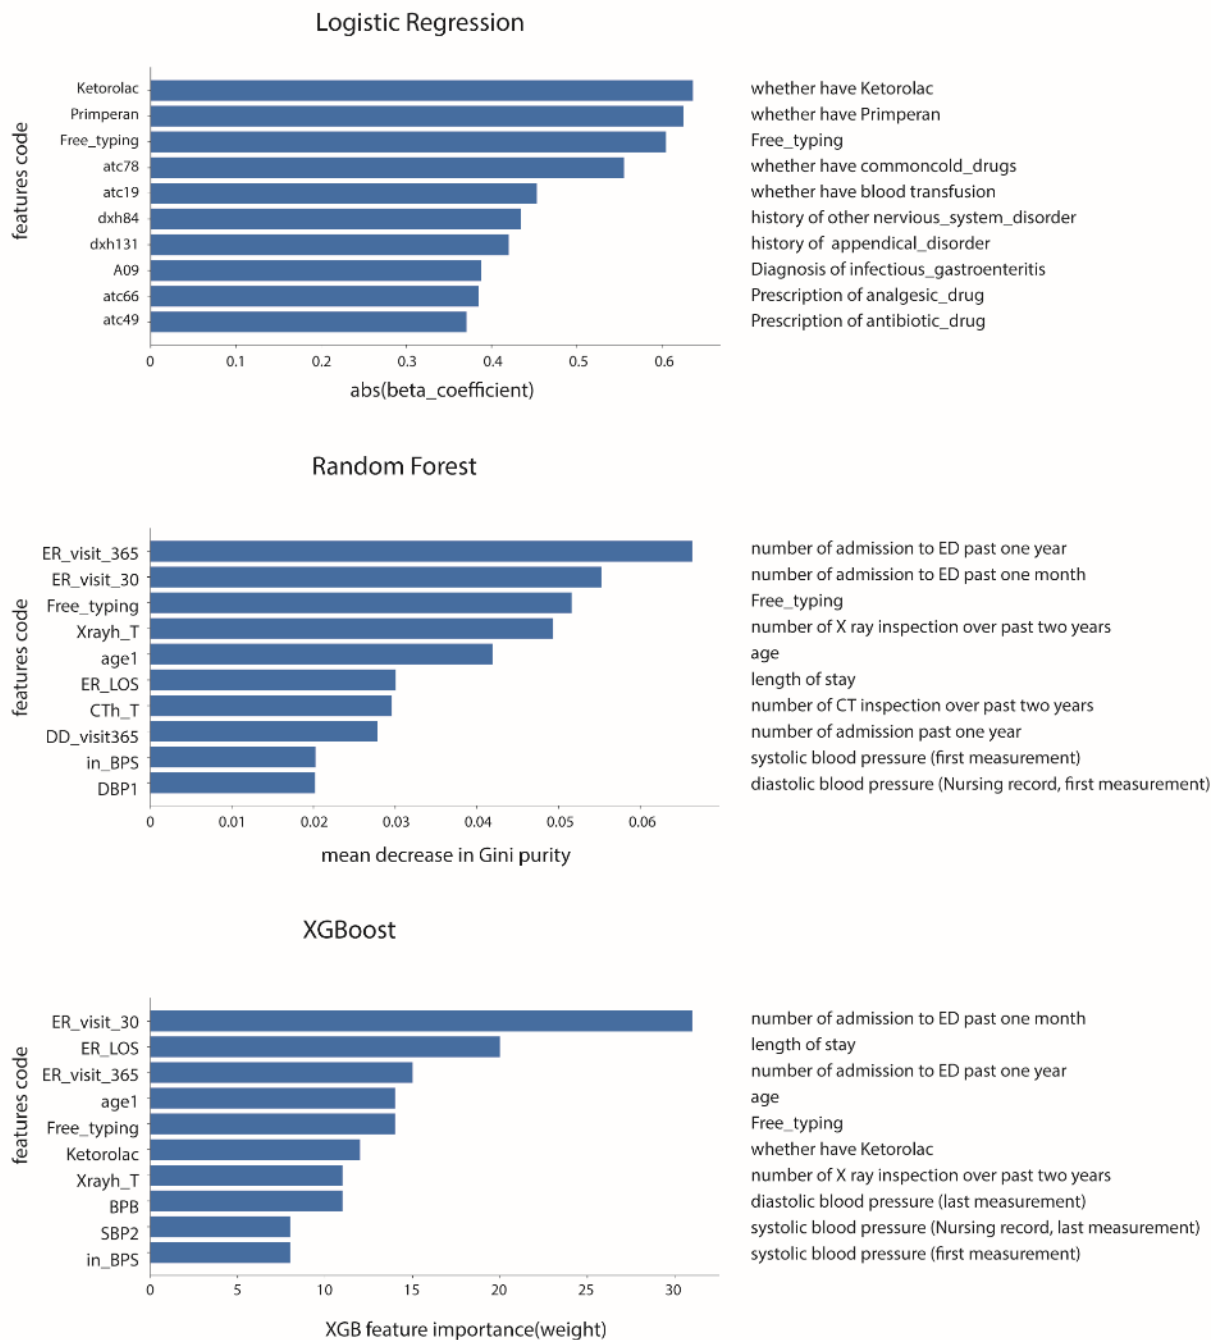 Logistic Regression
features code
Ketorolac whether have Ketorolac
Primperan whether have Primperan
Free_typing Free_typing
atc78 whether have commoncold_drugs
atc19 whether have blood transfusion
dxh84 history of other nervious_system_disorder
dxh131 history of appendical_disorder
A09 Diagnosis of infectious_gastroenteritis
atc66 Prescription of analgesic_drug
atc49 Prescription of antibiotic_drug
0 0.1 0.2 0.3 0.4 0.5 0.6
abs(beta_coefficient)
Random Forest
features code
ER_visit_365 number of admission to ED past one year
ER_visit_30 number of admission to ED past one month
Free_typing Free_typing
Xrayh_T number of X ray inspection over past two years
age1 age
ER_LOS length of stay
CTh_T number of CT inspection over past two years
DD_visit365 number of admission past one year
in_BPS systolic blood pressure (first measurement)
DBP1 diastolic blood pressure (Nursing record, first measurement)
0 0.01 0.02 0.03 0.04 0.05 0.06
mean decrease in Gini purity
XGBoost
features code
ER_visit_30 number of admission to ED past one month
ER_LOS length of stay
ER_visit_365 number of admission to ED past one year
age1 age
Free_typing Free_typing
Ketorolac whether have Ketorolac
Xrayh_T number of X ray inspection over past two years
BPB diastolic blood pressure (last measurement)
SBP2 systolic blood pressure (Nursing record, last measurement)
in_BPS systolic blood pressure (first measurement)
0 5 10 15 20 25 30
XGB feature importance(weight)